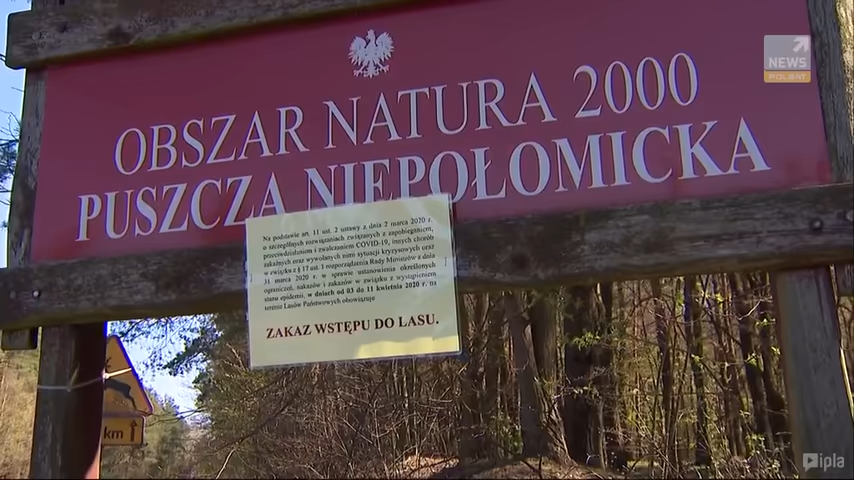 NEWS
POLSAT
OBSZAR NATURA 2000
PUSZCZA NIEPOŁOMICKA
Na podstawie art. 11 ust. 2 ustawy z dnia 2 marca 2020 r.
o szczególnych rozwiązaniach związanych z zapobieganiem,
przeciwdziałaniem i zwalczaniem COVID-19, innych chorób
zakaźnych oraz wywołanych nimi sytuacji kryzysowych oraz
w związku z § 17 ust. 1 rozporządzenia Rady Ministrów z dnia
31 marca 2020 r. w sprawie ustanowienia określonych
ograniczeń, nakazów i zakazów w związku z wystąpieniem
stanu epidemii, w dniach od 03 do 11 kwietnia 2020 r. na
terenie Lasów Państwowych obowiązuje
ZAKAZ WSTĘPU DO LASU.
km
ipla